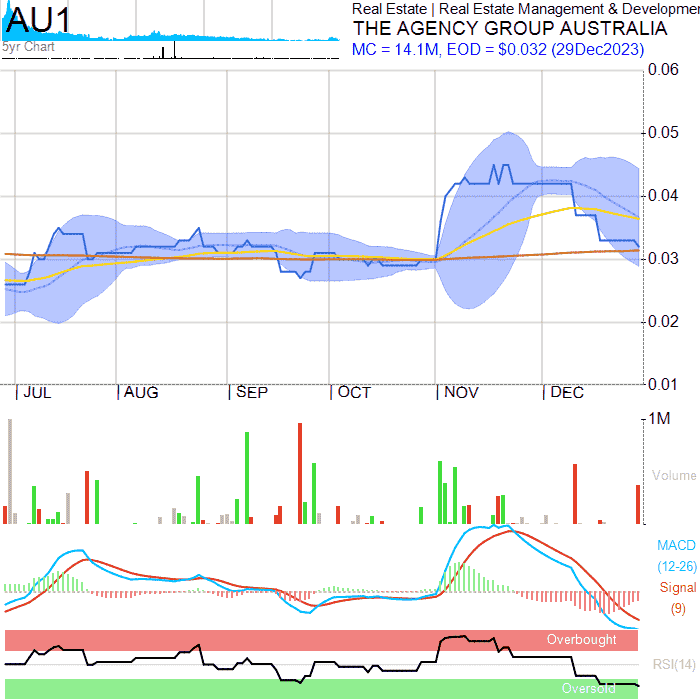 AU1
5yr Chart
Real Estate | Real Estate Management & Developmen
THE AGENCY GROUP AUSTRALIA
MC = 14.1M, EOD = $0.032 (29Dec2023)
0.06
0.05
0.04
0.03
0.02
0.01
| JUL | AUG | SEP | OCT | NOV | DEC
1M
Volume
MACD
(12-26)
Signal
(9)
Overbought
RSI(14)
Oversold